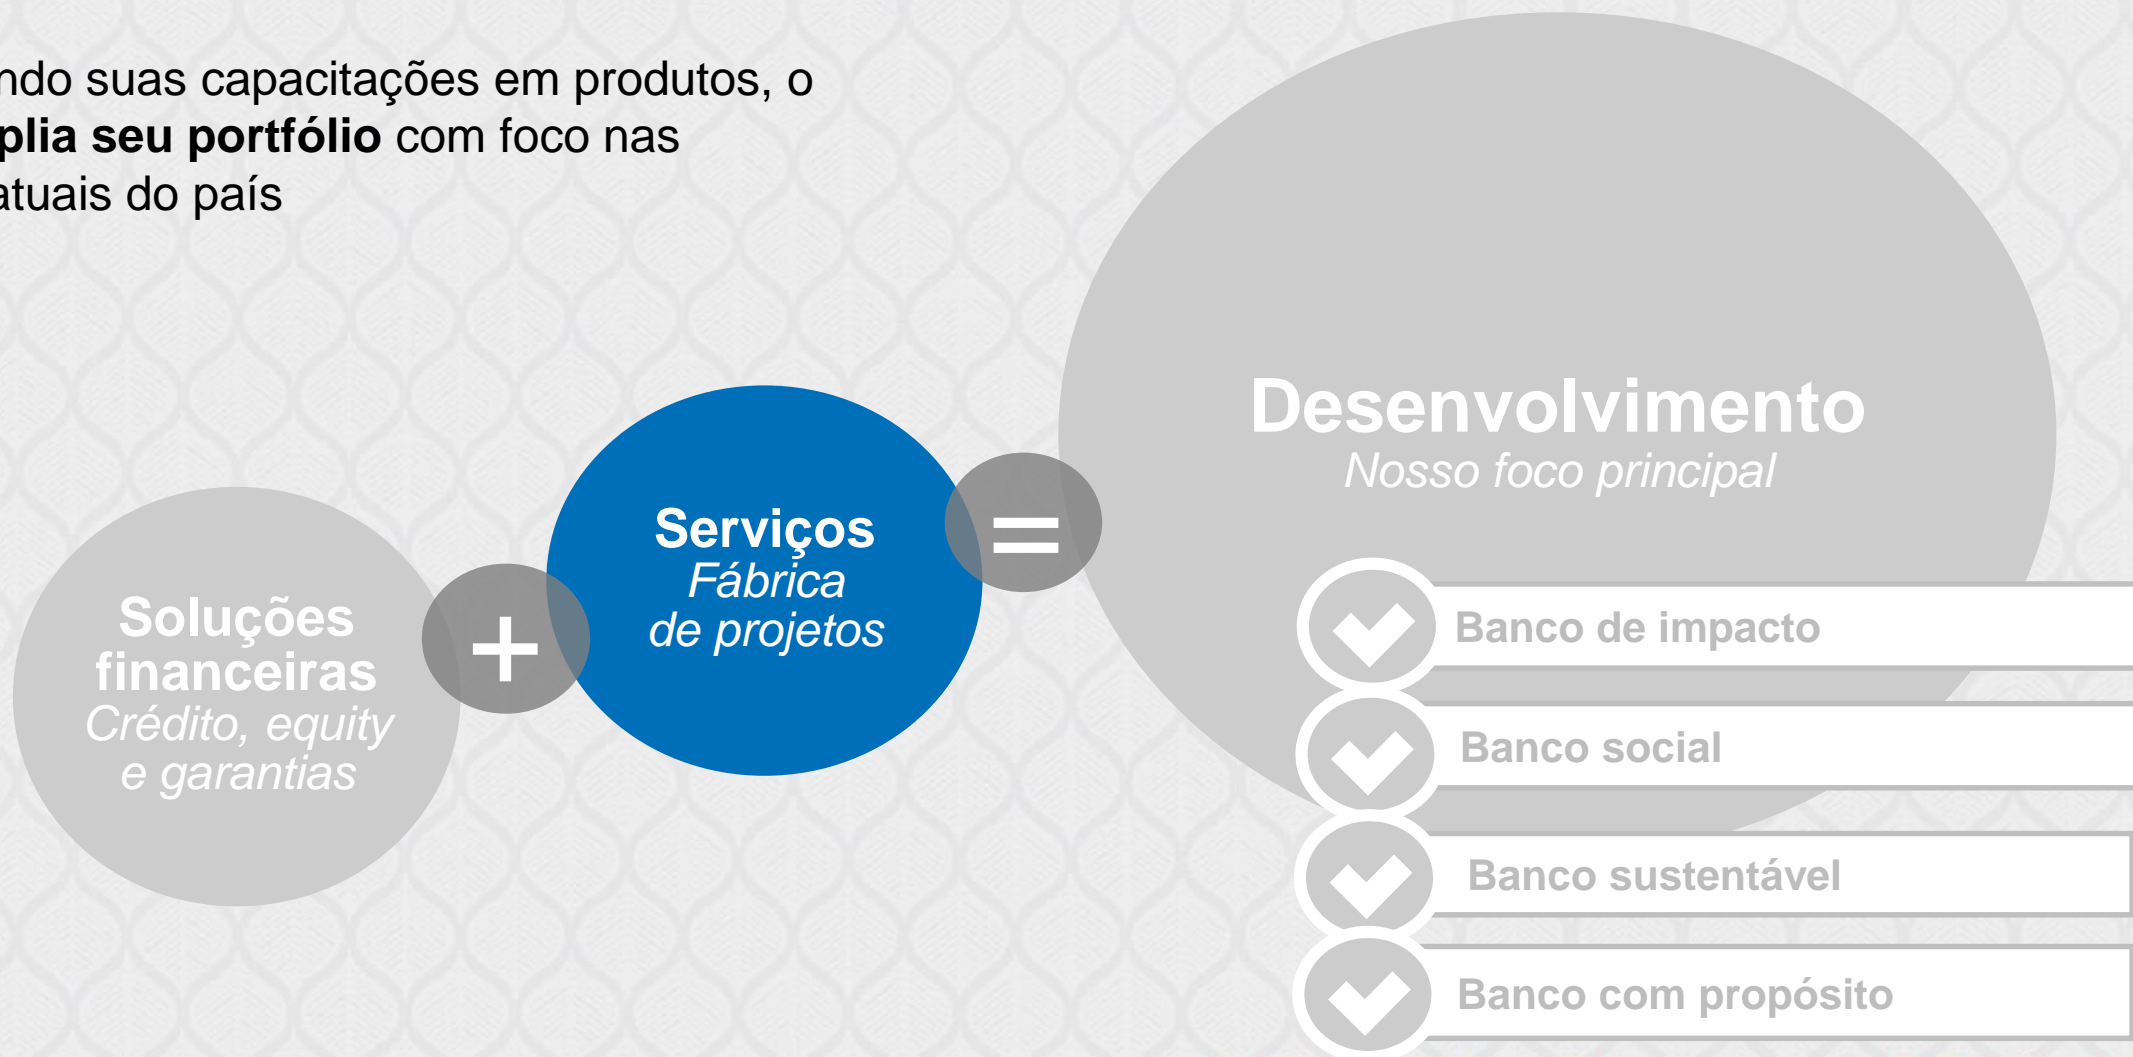 ndo suas capacitações em produtos, o
plia seu portfólio com foco nas
atuais do país
Soluções
financeiras
Crédito, equity
e garantias
+
Serviços
Fábrica
de projetos
=
Desenvolvimento
Nosso foco principal
Banco de impacto
Banco social
Banco sustentável
Banco com propósito